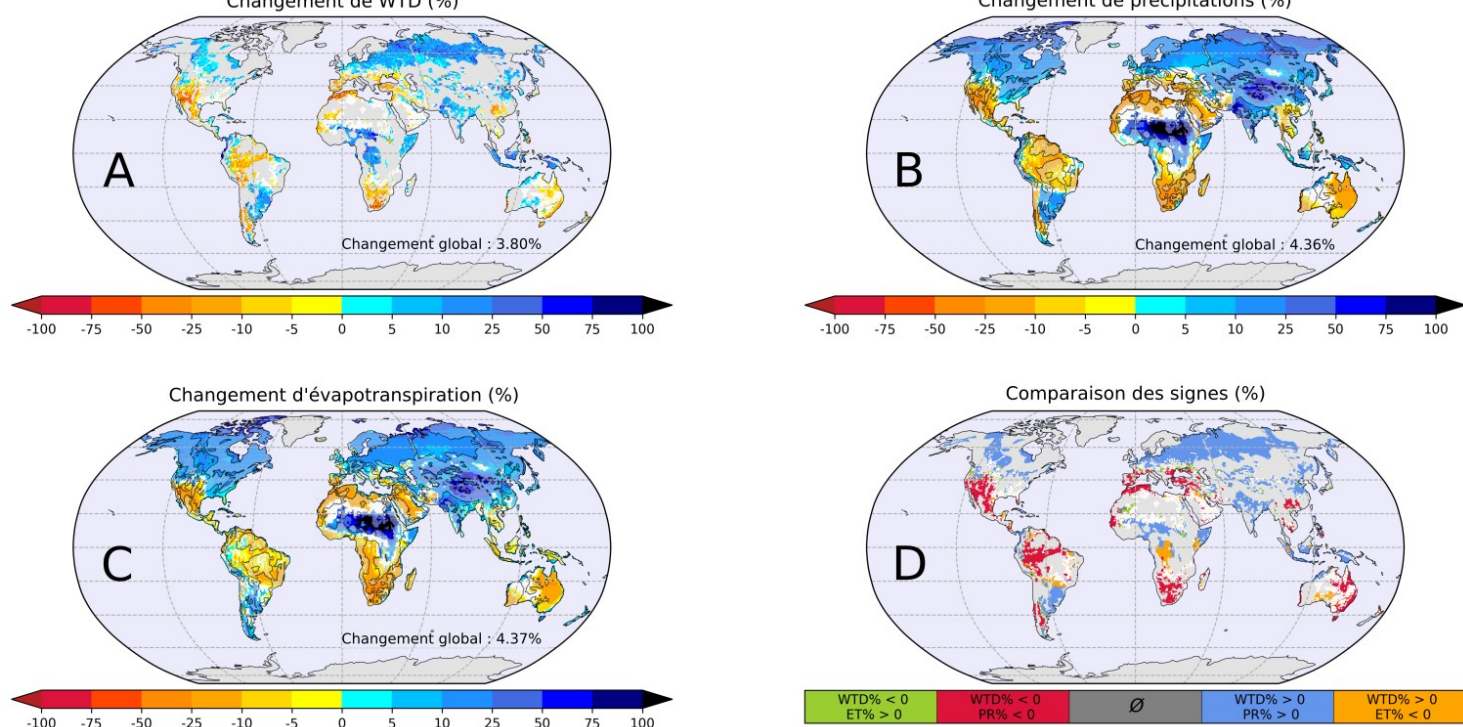 Changement de WTD (%)
Changement de précipitations (%)
A
B
Changement global : 3.80%
Changement global : 4.36%
-100 -75 -50 -25 -10 -5 0 5 10 25 50 75 100
-100 -75 -50 -25 -10 -5 0 5 10 25 50 75 100
Changement d'évapotranspiration (%)
Comparaison des signes (%)
C
D
Changement global : 4.37%
-100 -75 -50 -25 -10 -5 0 5 10 25 50 75 100
WTD% < 0
ET% > 0
WTD% < 0
PR% < 0
Ø
WTD% > 0
PR% > 0
WTD% > 0
ET% < 0